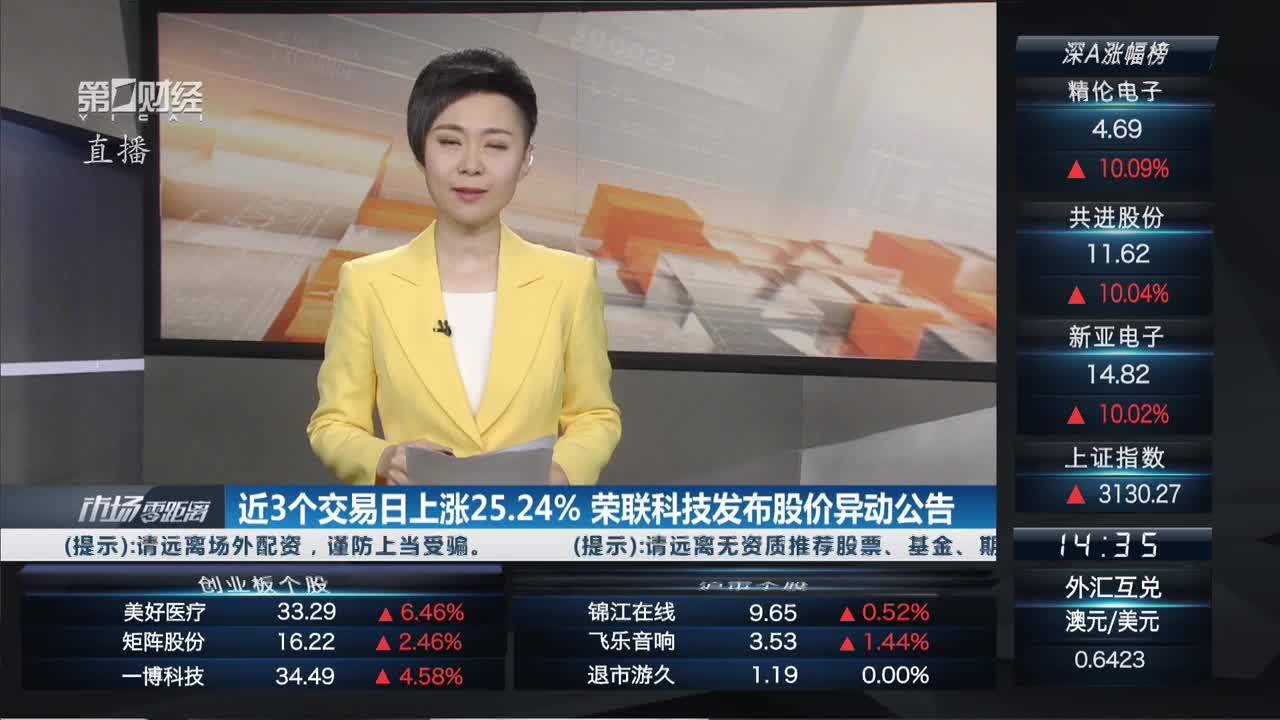 第一财经
YICAI
直播
深A涨幅榜
精伦电子
4.69
▲ 10.09%
共进股份
11.62
▲ 10.04%
新亚电子
14.82
▲ 10.02%
上证指数
▲ 3130.27
14:35
外汇互兑
澳元/美元
0.6423
市场零距离
近3个交易日上涨25.24% 荣联科技发布股价异动公告
(提示):请远离场外配资，谨防上当受骗。 (提示):请远离无资质推荐股票、基金、期
创业板个股
美好医疗 33.29 ▲ 6.46%
矩阵股份 16.22 ▲ 2.46%
一博科技 34.49 ▲ 4.58%
锦江在线 9.65 ▲ 0.52%
飞乐音响 3.53 ▲ 1.44%
退市游久 1.19 0.00%